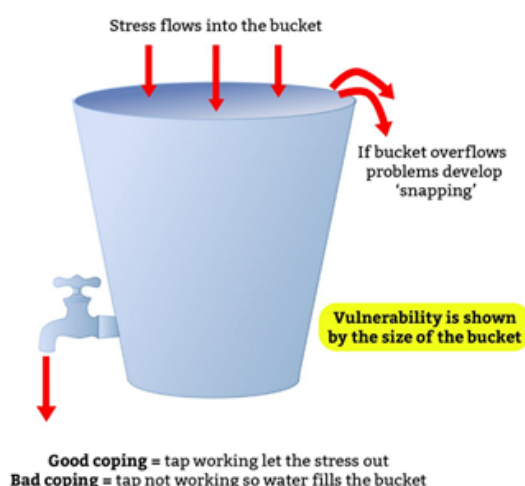 Stress flows into the bucket
If bucket overflows
problems develop
‘snapping’
Vulnerability is shown
by the size of the bucket
Good coping = tap working let the stress out
Bad coping = tap not working so water fills the bucket